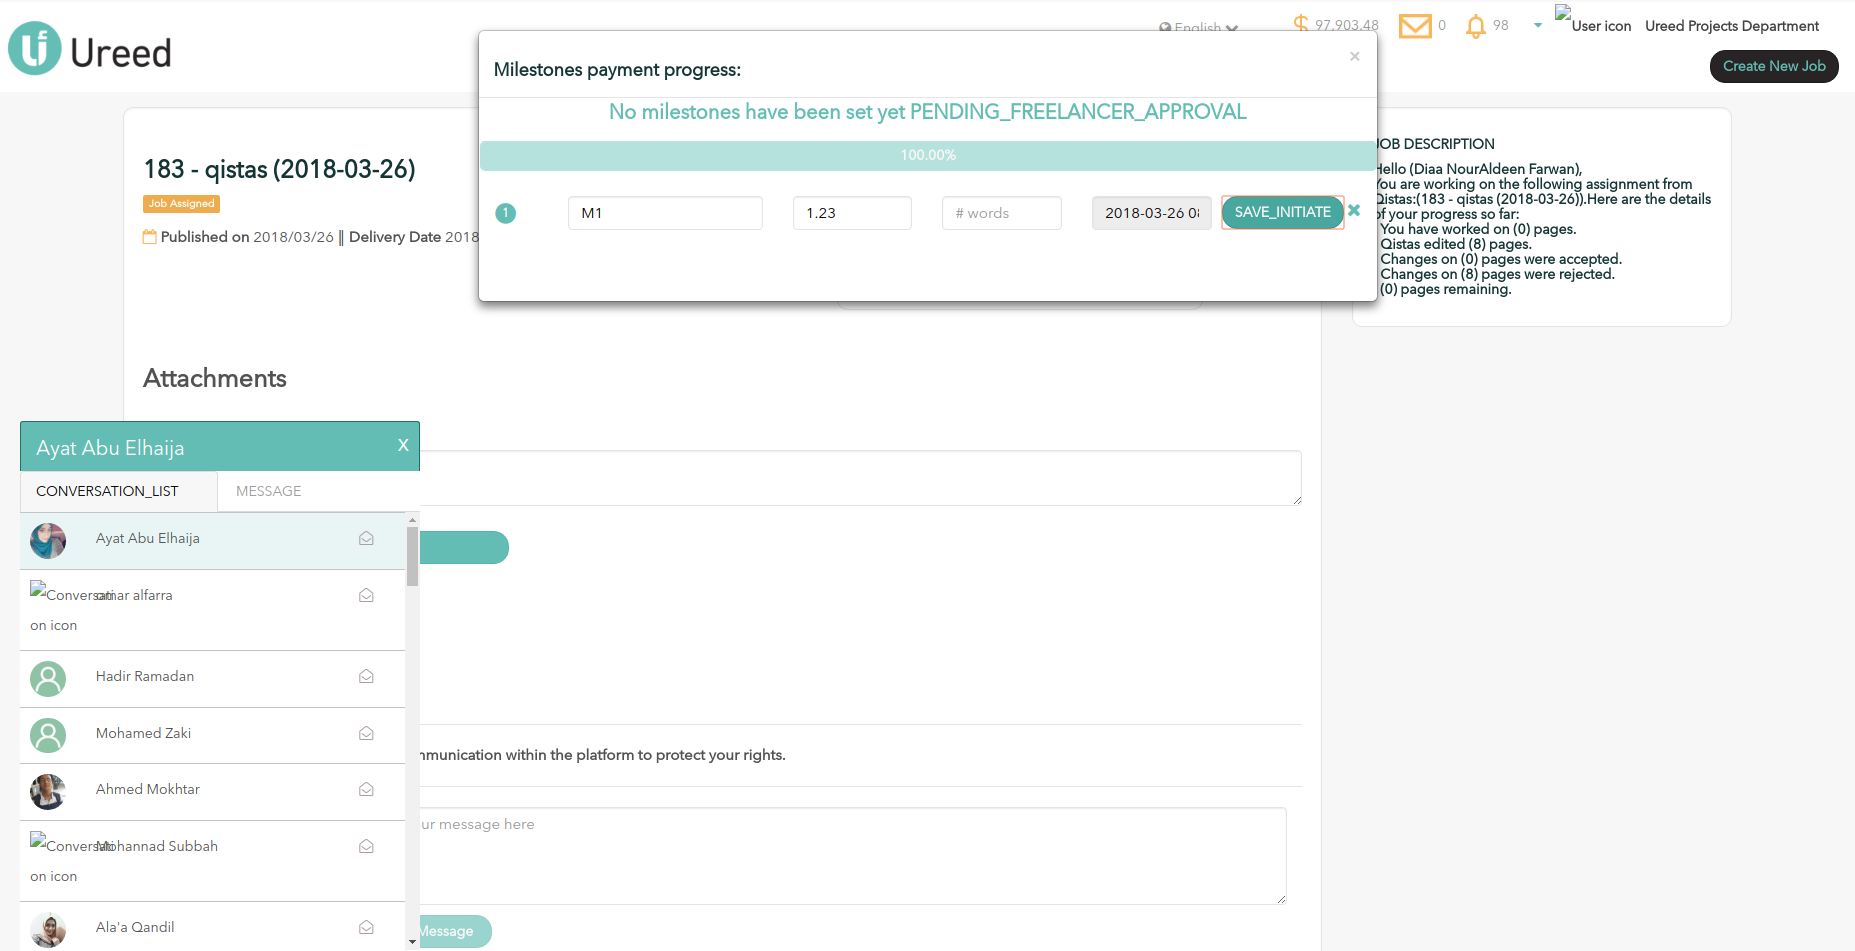 Ureed
English
97,903.48
0
98
User icon
Ureed Projects Department
Create New Job
Milestones payment progress:
×
No milestones have been set yet PENDING_FREELANCER_APPROVAL
100.00%
1
M1
1.23
# words
2018-03-26
SAVE_INITIATE
183 - qistas (2018-03-26)
Job Assigned
Published on 2018/03/26 || Delivery Date 2018
JOB DESCRIPTION
Hello (Diaa NourAldeen Farwan),
You are working on the following assignment from
Qistas:(183 - qistas (2018-03-26)).Here are the details
of your progress so far:
You have worked on (0) pages.
Qistas edited (8) pages.
Changes on (0) pages were accepted.
Changes on (8) pages were rejected.
(0) pages remaining.
Attachments
Ayat Abu Elhaija
X
CONVERSATION_LIST
MESSAGE
Ayat Abu Elhaija
omar alfarra
on icon
Hadir Ramadan
Mohamed Zaki
Ahmed Mokhtar
Mohannad Subbah
on icon
Ala'a Qandil
within the platform to protect your rights.
message here
Message